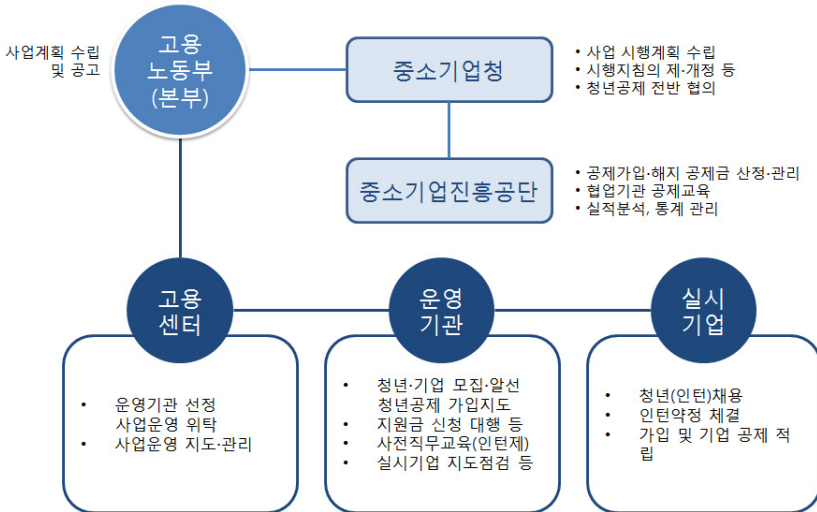 사업계획 수립
및 공고
고용
노동부
(본부)
중소기업청
• 사업 시행계획 수립
• 시행지침의 제·개정 등
• 청년공제 전반 협의
중소기업진흥공단
• 공제가입·해지 공제금 산정·관리
• 협업기관 공제교육
• 실적분석, 통계 관리
고용
센터
• 운영기관 선정
사업운영 위탁
• 사업운영 지도·관리
운영
기관
• 청년·기업 모집·알선
청년공제 가입지도
• 지원금 신청 대행 등
• 사전직무교육(인턴제)
• 실시기업 지도점검 등
실시
기업
• 청년(인턴)채용
• 인턴약정 체결
• 가입 및 기업 공제 적
립